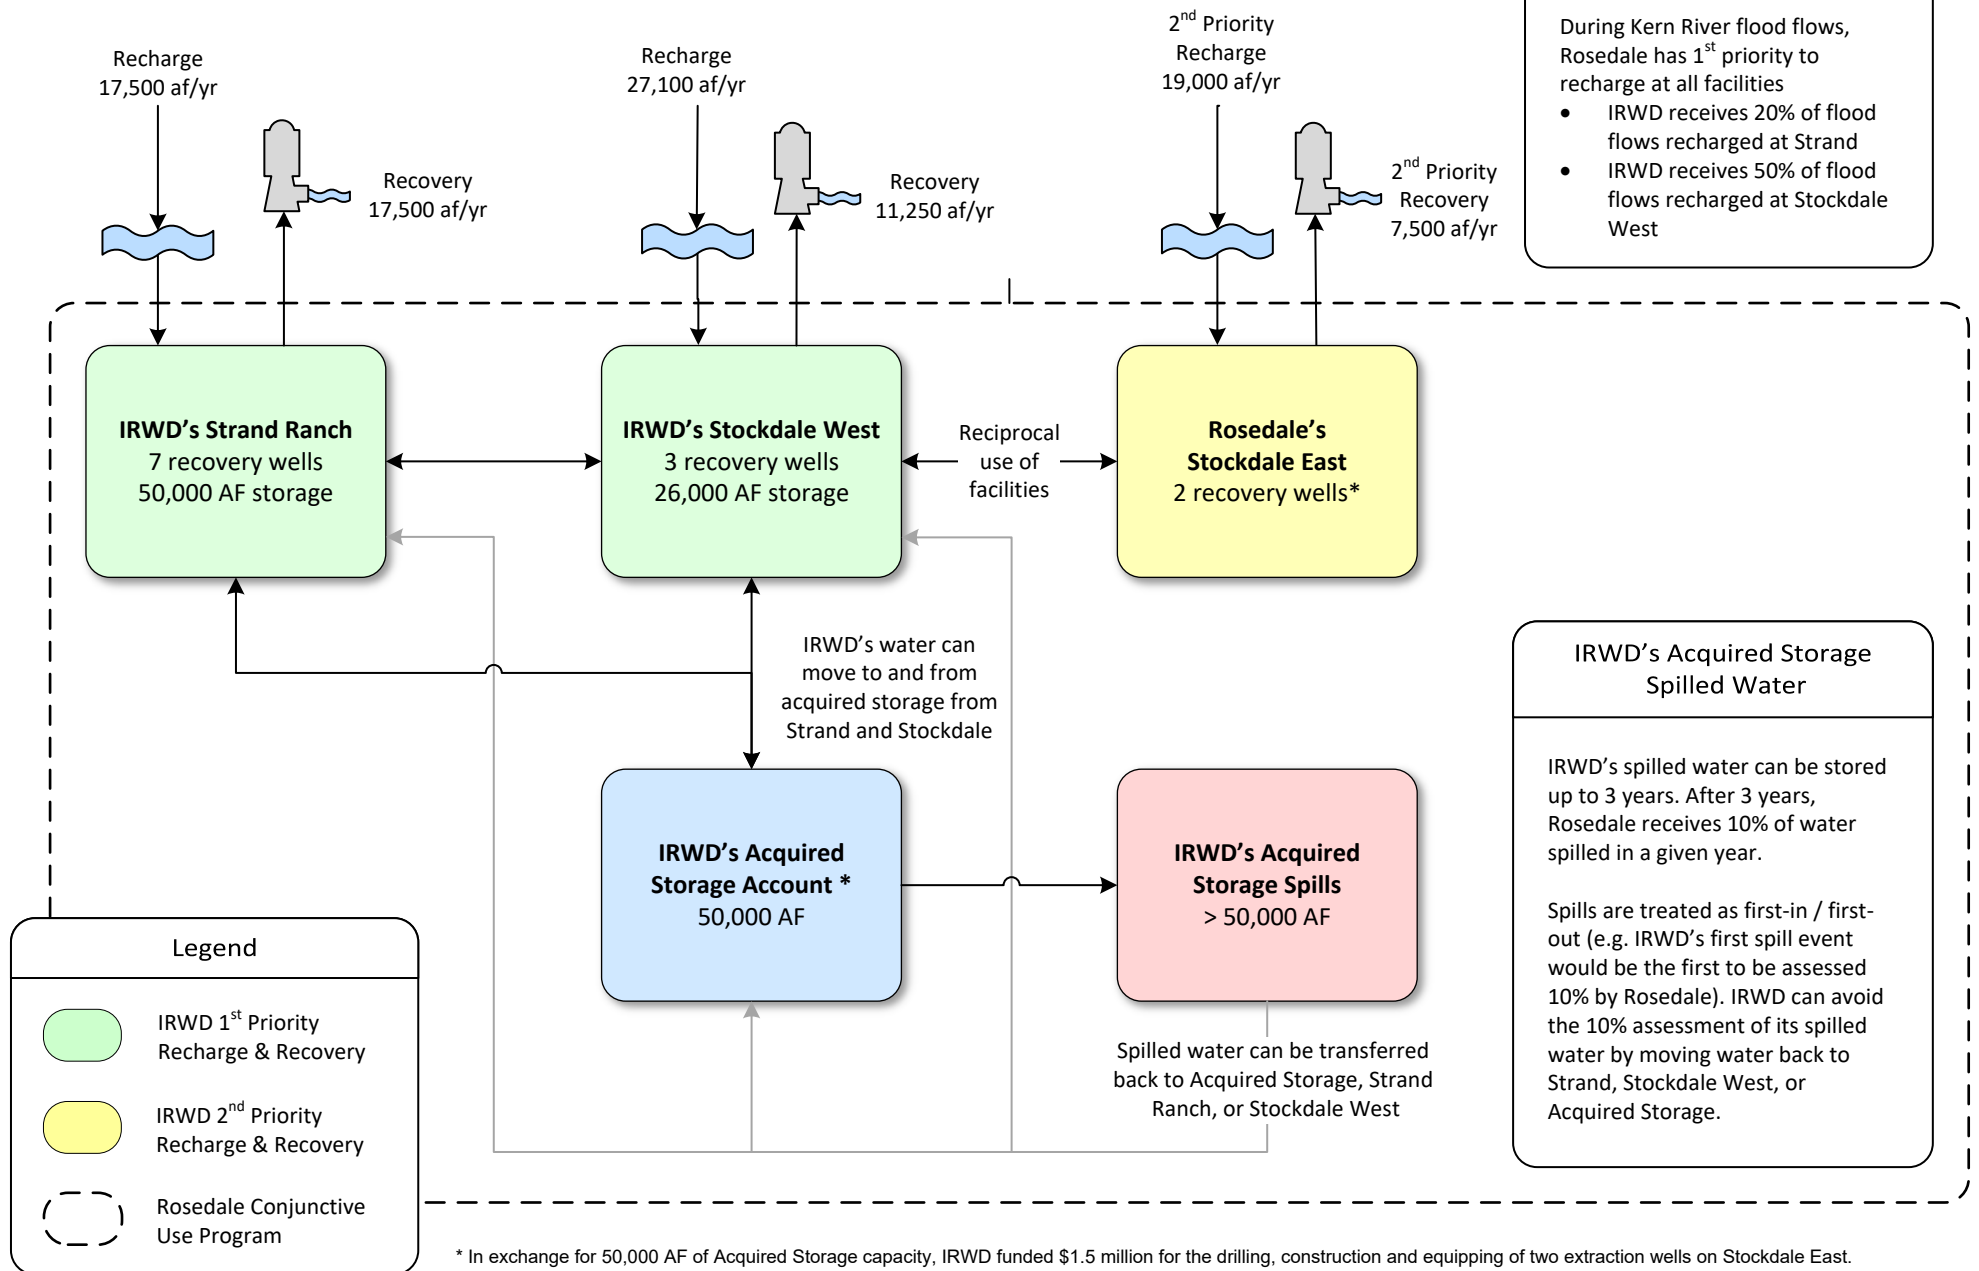 Recharge
17,500 af/yr
Recovery
17,500 af/yr
Recharge
27,100 af/yr
Recovery
11,250 af/yr
2nd Priority
Recharge
19,000 af/yr
2nd Priority
Recovery
7,500 af/yr
During Kern River flood flows,
Rosedale has 1st priority to
recharge at all facilities
• IRWD receives 20% of flood
flows recharged at Strand
• IRWD receives 50% of flood
flows recharged at Stockdale
West
IRWD’s Strand Ranch
7 recovery wells
50,000 AF storage
IRWD’s Stockdale West
3 recovery wells
26,000 AF storage
Reciprocal
use of
facilities
Rosedale’s
Stockdale East
2 recovery wells*
IRWD’s water can
move to and from
acquired storage from
Strand and Stockdale
IRWD’s Acquired
Storage Account *
50,000 AF
IRWD’s Acquired
Storage Spills
> 50,000 AF
Spilled water can be transferred
back to Acquired Storage, Strand
Ranch, or Stockdale West
IRWD’s Acquired Storage
Spilled Water
IRWD’s spilled water can be stored
up to 3 years. After 3 years,
Rosedale receives 10% of water
spilled in a given year.
Spills are treated as first-in / first-
out (e.g. IRWD’s first spill event
would be the first to be assessed
10% by Rosedale). IRWD can avoid
the 10% assessment of its spilled
water by moving water back to
Strand, Stockdale West, or
Acquired Storage.
Legend
IRWD 1st Priority
Recharge & Recovery
IRWD 2nd Priority
Recharge & Recovery
Rosedale Conjunctive
Use Program
* In exchange for 50,000 AF of Acquired Storage capacity, IRWD funded $1.5 million for the drilling, construction and equipping of two extraction wells on Stockdale East.